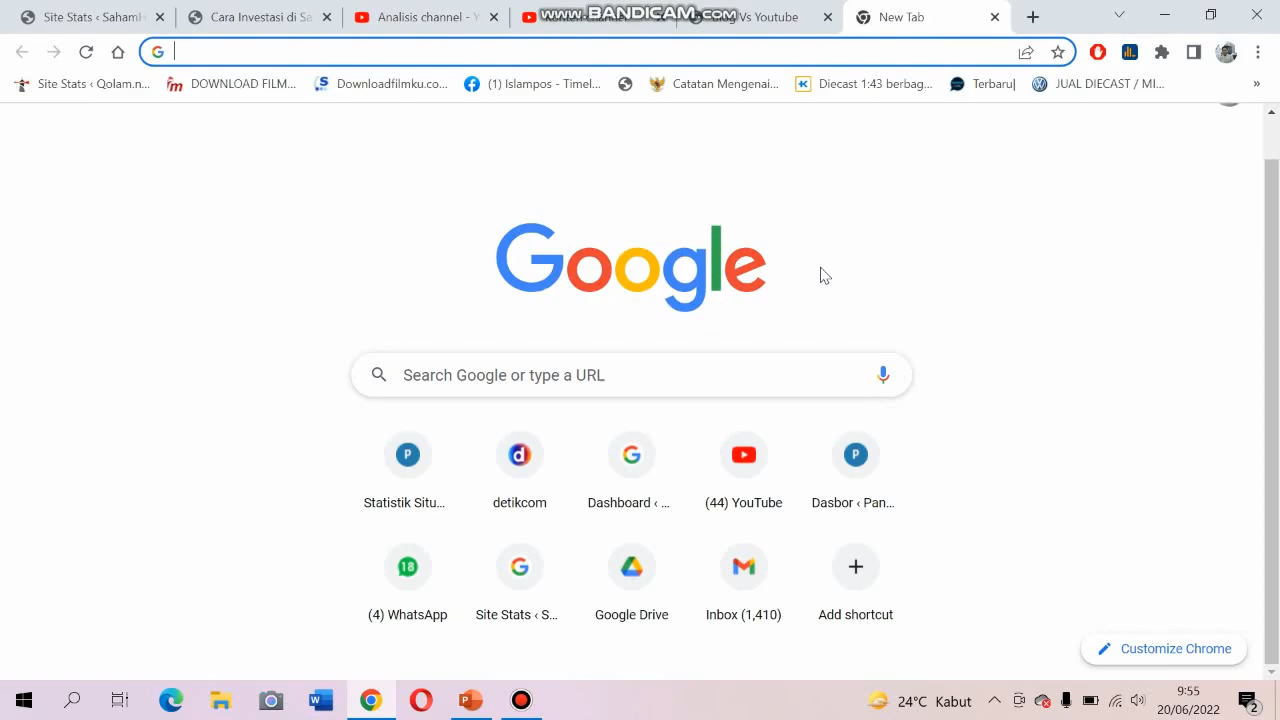 Site Stats ‹ SamaH
Cara Investasi di Sa
Analisis channel - Y
www.BANDICAM.com
Vs Youtube
New Tab
Site Stats ‹ Qolam.n...
DOWNLOAD FILM...
Downloadfilmku.co...
(1) Islampos - Timel...
Catatan Mengenai...
Diecast 1:43 berbag...
Terbaru|
JUAL DIECAST / MI...
»
Google
Search Google or type a URL
Statistik Situ...
detikcom
Dashboard ‹ ...
(44) YouTube
Dasbor ‹ Pan...
18
(4) WhatsApp
Site Stats ‹ S...
Google Drive
Inbox (1,410)
Add shortcut
Customize Chrome
24°C Kabut
9:55
20/06/2022
2